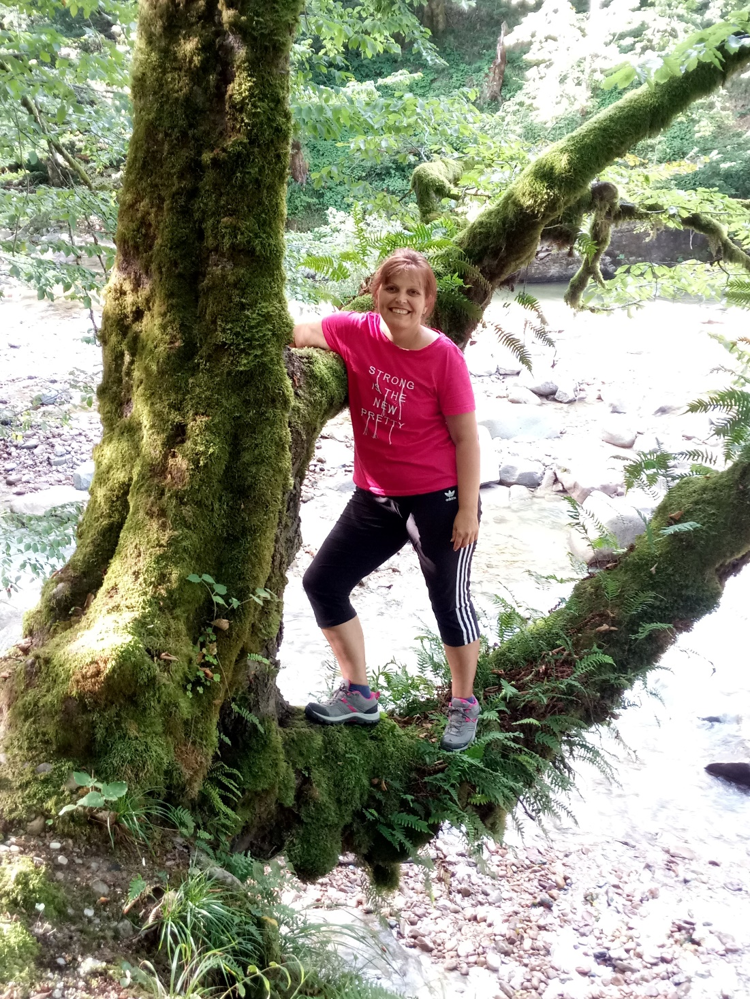 STRONG
IS THE
NEW
PRETTY
adidas